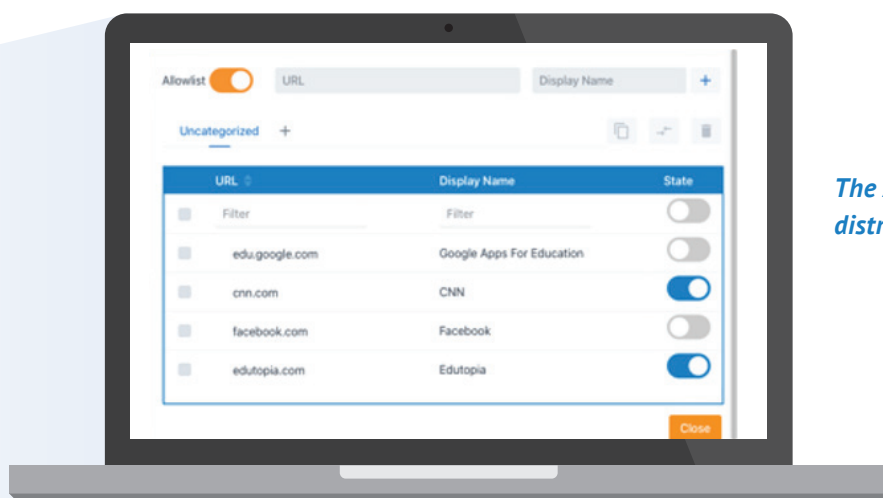 Allowlist URL Display Name +
Uncategorized +
URL Display Name State
Filter Filter
edu.google.com Google Apps For Education
cnn.com CNN
facebook.com Facebook
edutopia.com Edutopia
Close
The
distr